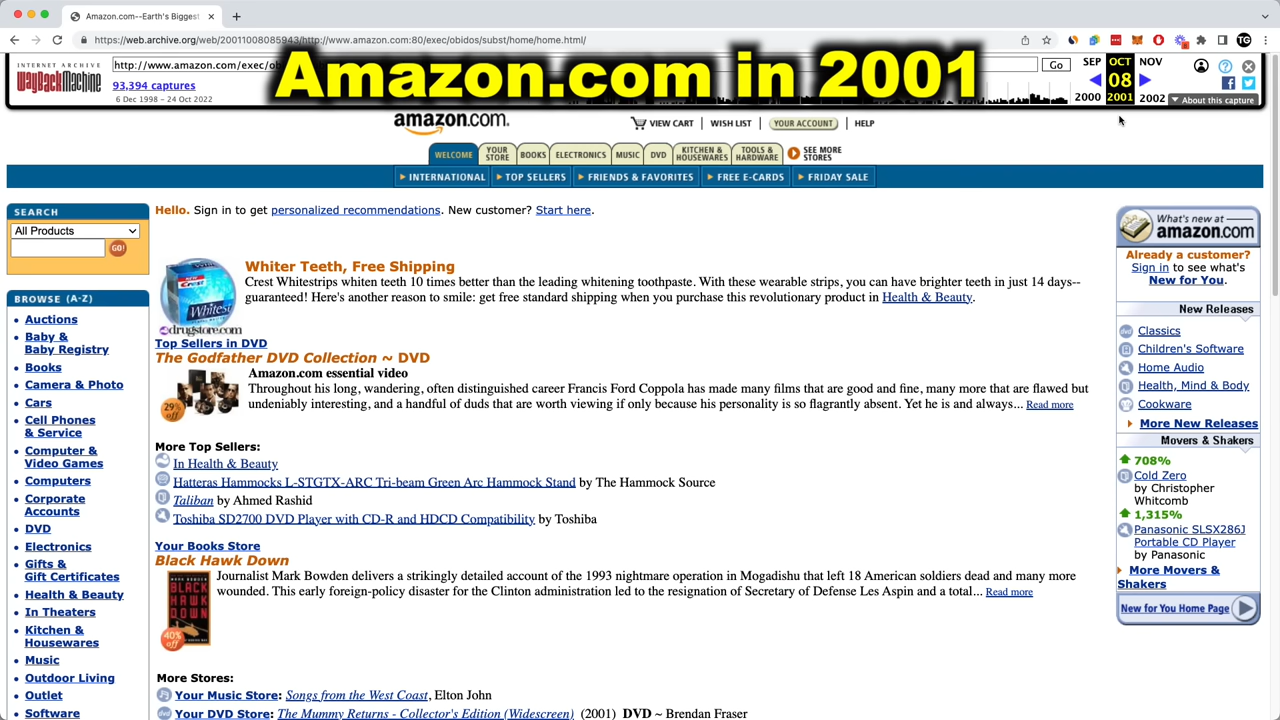 Amazon.com--Earth's Biggest
https://web.archive.org/web/20011008085943/http://www.amazon.com:80/exec/obidos/subst/home/home.html/
TG
INTERNET ARCHIVE
WayBackMachine
http://www.amazon.com/exec/ob
Go
93,394 captures
6 Dec 1998 – 24 Oct 2022
Amazon.com in 2001
SEP OCT NOV
08
2000 2001 2002
About this capture
amazon.com.
VIEW CART | WISH LIST | YOUR ACCOUNT | HELP
WELCOME
YOUR STORE
BOOKS
ELECTRONICS
MUSIC
DVD
KITCHEN & HOUSEWARES
TOOLS & HARDWARE
SEE MORE STORES
INTERNATIONAL
TOP SELLERS
FRIENDS & FAVORITES
FREE E-CARDS
FRIDAY SALE
SEARCH
All Products
GO!
BROWSE (A-Z)
Auctions
Baby &
Baby Registry
Books
Camera & Photo
Cars
Cell Phones
& Service
Computer &
Video Games
Computers
Corporate
Accounts
DVD
Electronics
Gifts &
Gift Certificates
Health & Beauty
In Theaters
Kitchen &
Housewares
Music
Outdoor Living
Outlet
Software
Hello. Sign in to get personalized recommendations. New customer? Start here.
Whiter Teeth, Free Shipping
Crest Whitestrips whiten teeth 10 times better than the leading whitening toothpaste. With these wearable strips, you can have brighter teeth in just 14 days--
guaranteed! Here's another reason to smile: get free standard shipping when you purchase this revolutionary product in Health & Beauty.
Crest
Whitest
drugstore.com
Top Sellers in DVD
The Godfather DVD Collection ~ DVD
Amazon.com essential video
Throughout his long, wandering, often distinguished career Francis Ford Coppola has made many films that are good and fine, many more that are flawed but
undeniably interesting, and a handful of duds that are worth viewing if only because his personality is so flagrantly absent. Yet he is and always... Read more
29%
off
More Top Sellers:
In Health & Beauty
Hatteras Hammocks L-STGTX-ARC Tri-beam Green Arc Hammock Stand by The Hammock Source
Taliban by Ahmed Rashid
Toshiba SD2700 DVD Player with CD-R and HDCD Compatibility by Toshiba
Your Books Store
Black Hawk Down
Journalist Mark Bowden delivers a strikingly detailed account of the 1993 nightmare operation in Mogadishu that left 18 American soldiers dead and many more
wounded. This early foreign-policy disaster for the Clinton administration led to the resignation of Secretary of Defense Les Aspin and a total... Read more
MARK BOWDEN
BLACK
HAWK
DOWN
40%
off
More Stores:
Your Music Store: Songs from the West Coast, Elton John
Your DVD Store: The Mummy Returns - Collector's Edition (Widescreen) (2001) DVD ~ Brendan Fraser
What's new at
amazon.com
Already a customer?
Sign in to see what's
New for You.
New Releases
Classics
Children's Software
Home Audio
Health, Mind & Body
Cookware
More New Releases
Movers & Shakers
708%
Cold Zero
by Christopher
Whitcomb
1,315%
Panasonic SLSX286J
Portable CD Player
by Panasonic
More Movers &
Shakers
New for You Home Page